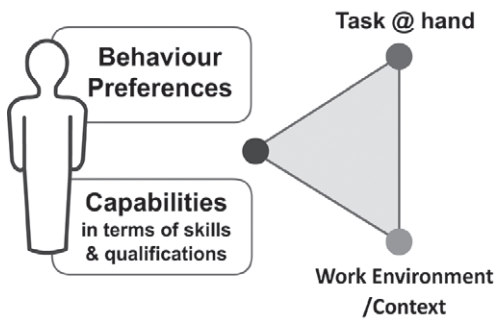 Task @ hand
Behaviour
Preferences
Capabilities
in terms of skills
& qualifications
Work Environment
/Context